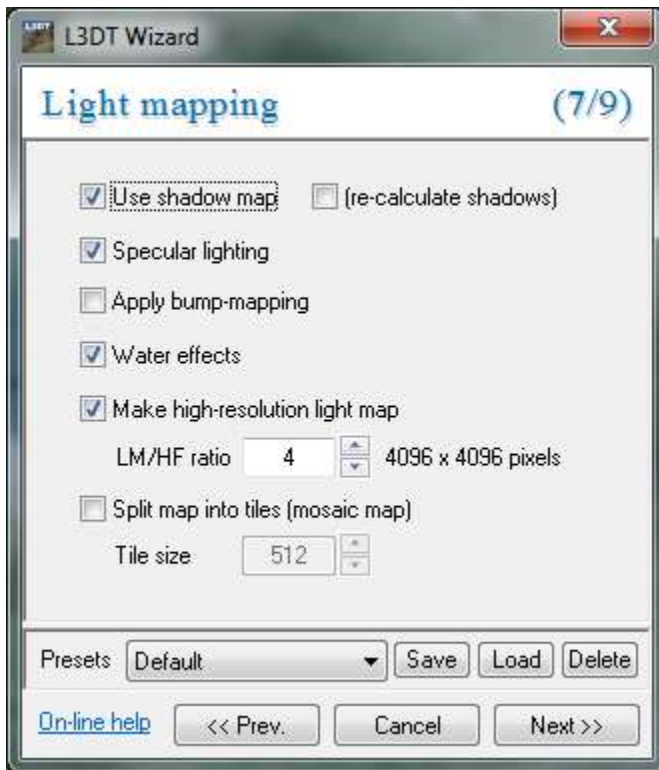 L3DT Wizard
Light mapping (7/9)
Use shadow map (re-calculate shadows)
Specular lighting
Apply bump-mapping
Water effects
Make high-resolution light map
LM/HF ratio 4 4096 x 4096 pixels
Split map into tiles (mosaic map)
Tile size 512
Presets Default Save Load Delete
On-line help << Prev. Cancel Next >>